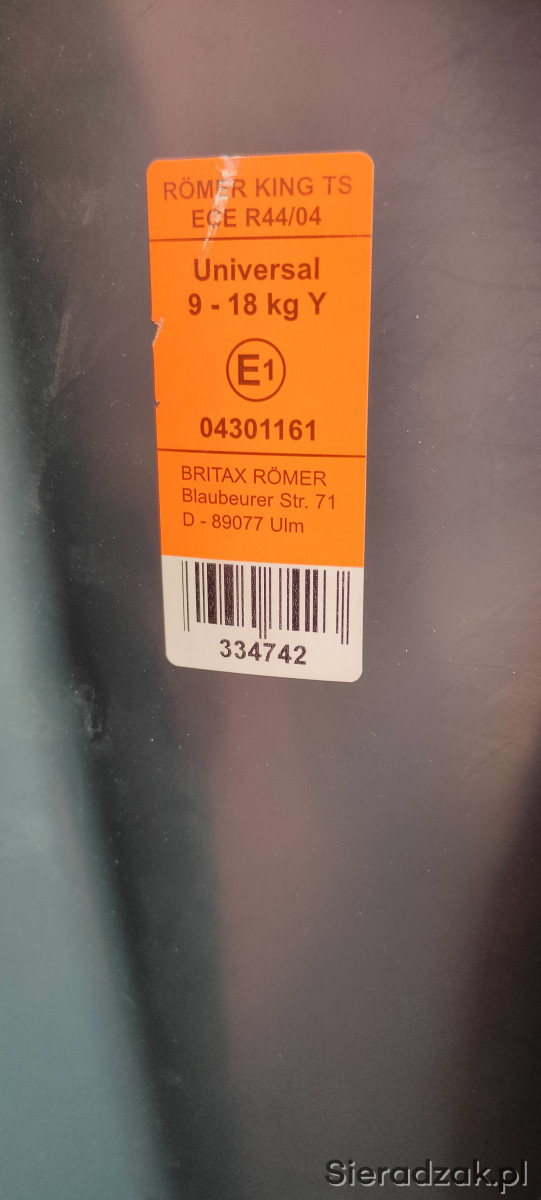 RÖMER KING TS
ECE R44/04
Universal
9 - 18 kg Y
E1
04301161
BRITAX RÖMER
Blaubeurer Str. 71
D - 89077 Ulm
334742
Sieradzak.pl